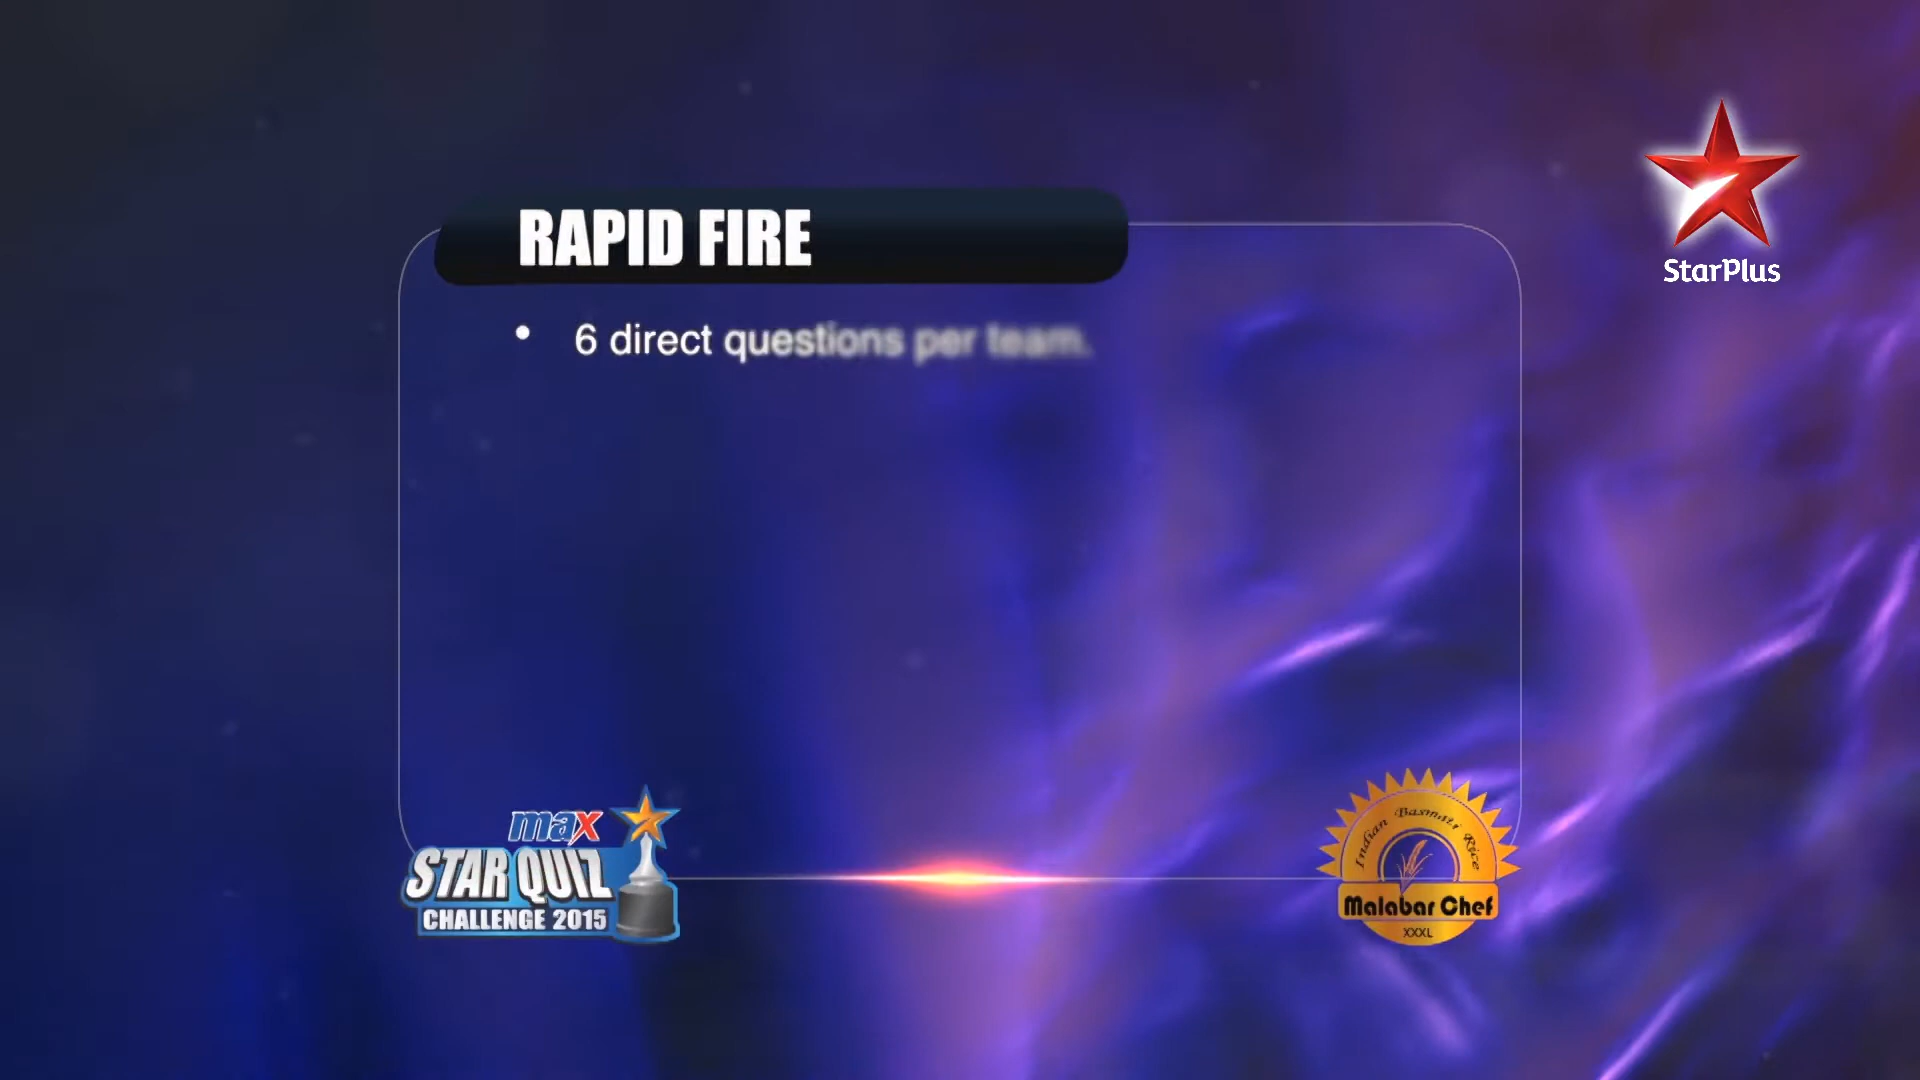 RAPID FIRE
• 6 direct questions per team.
StarPlus
max
STAR QUIZ
CHALLENGE 2015
Indian Basmati Rice
Malabar Chef
XXXL